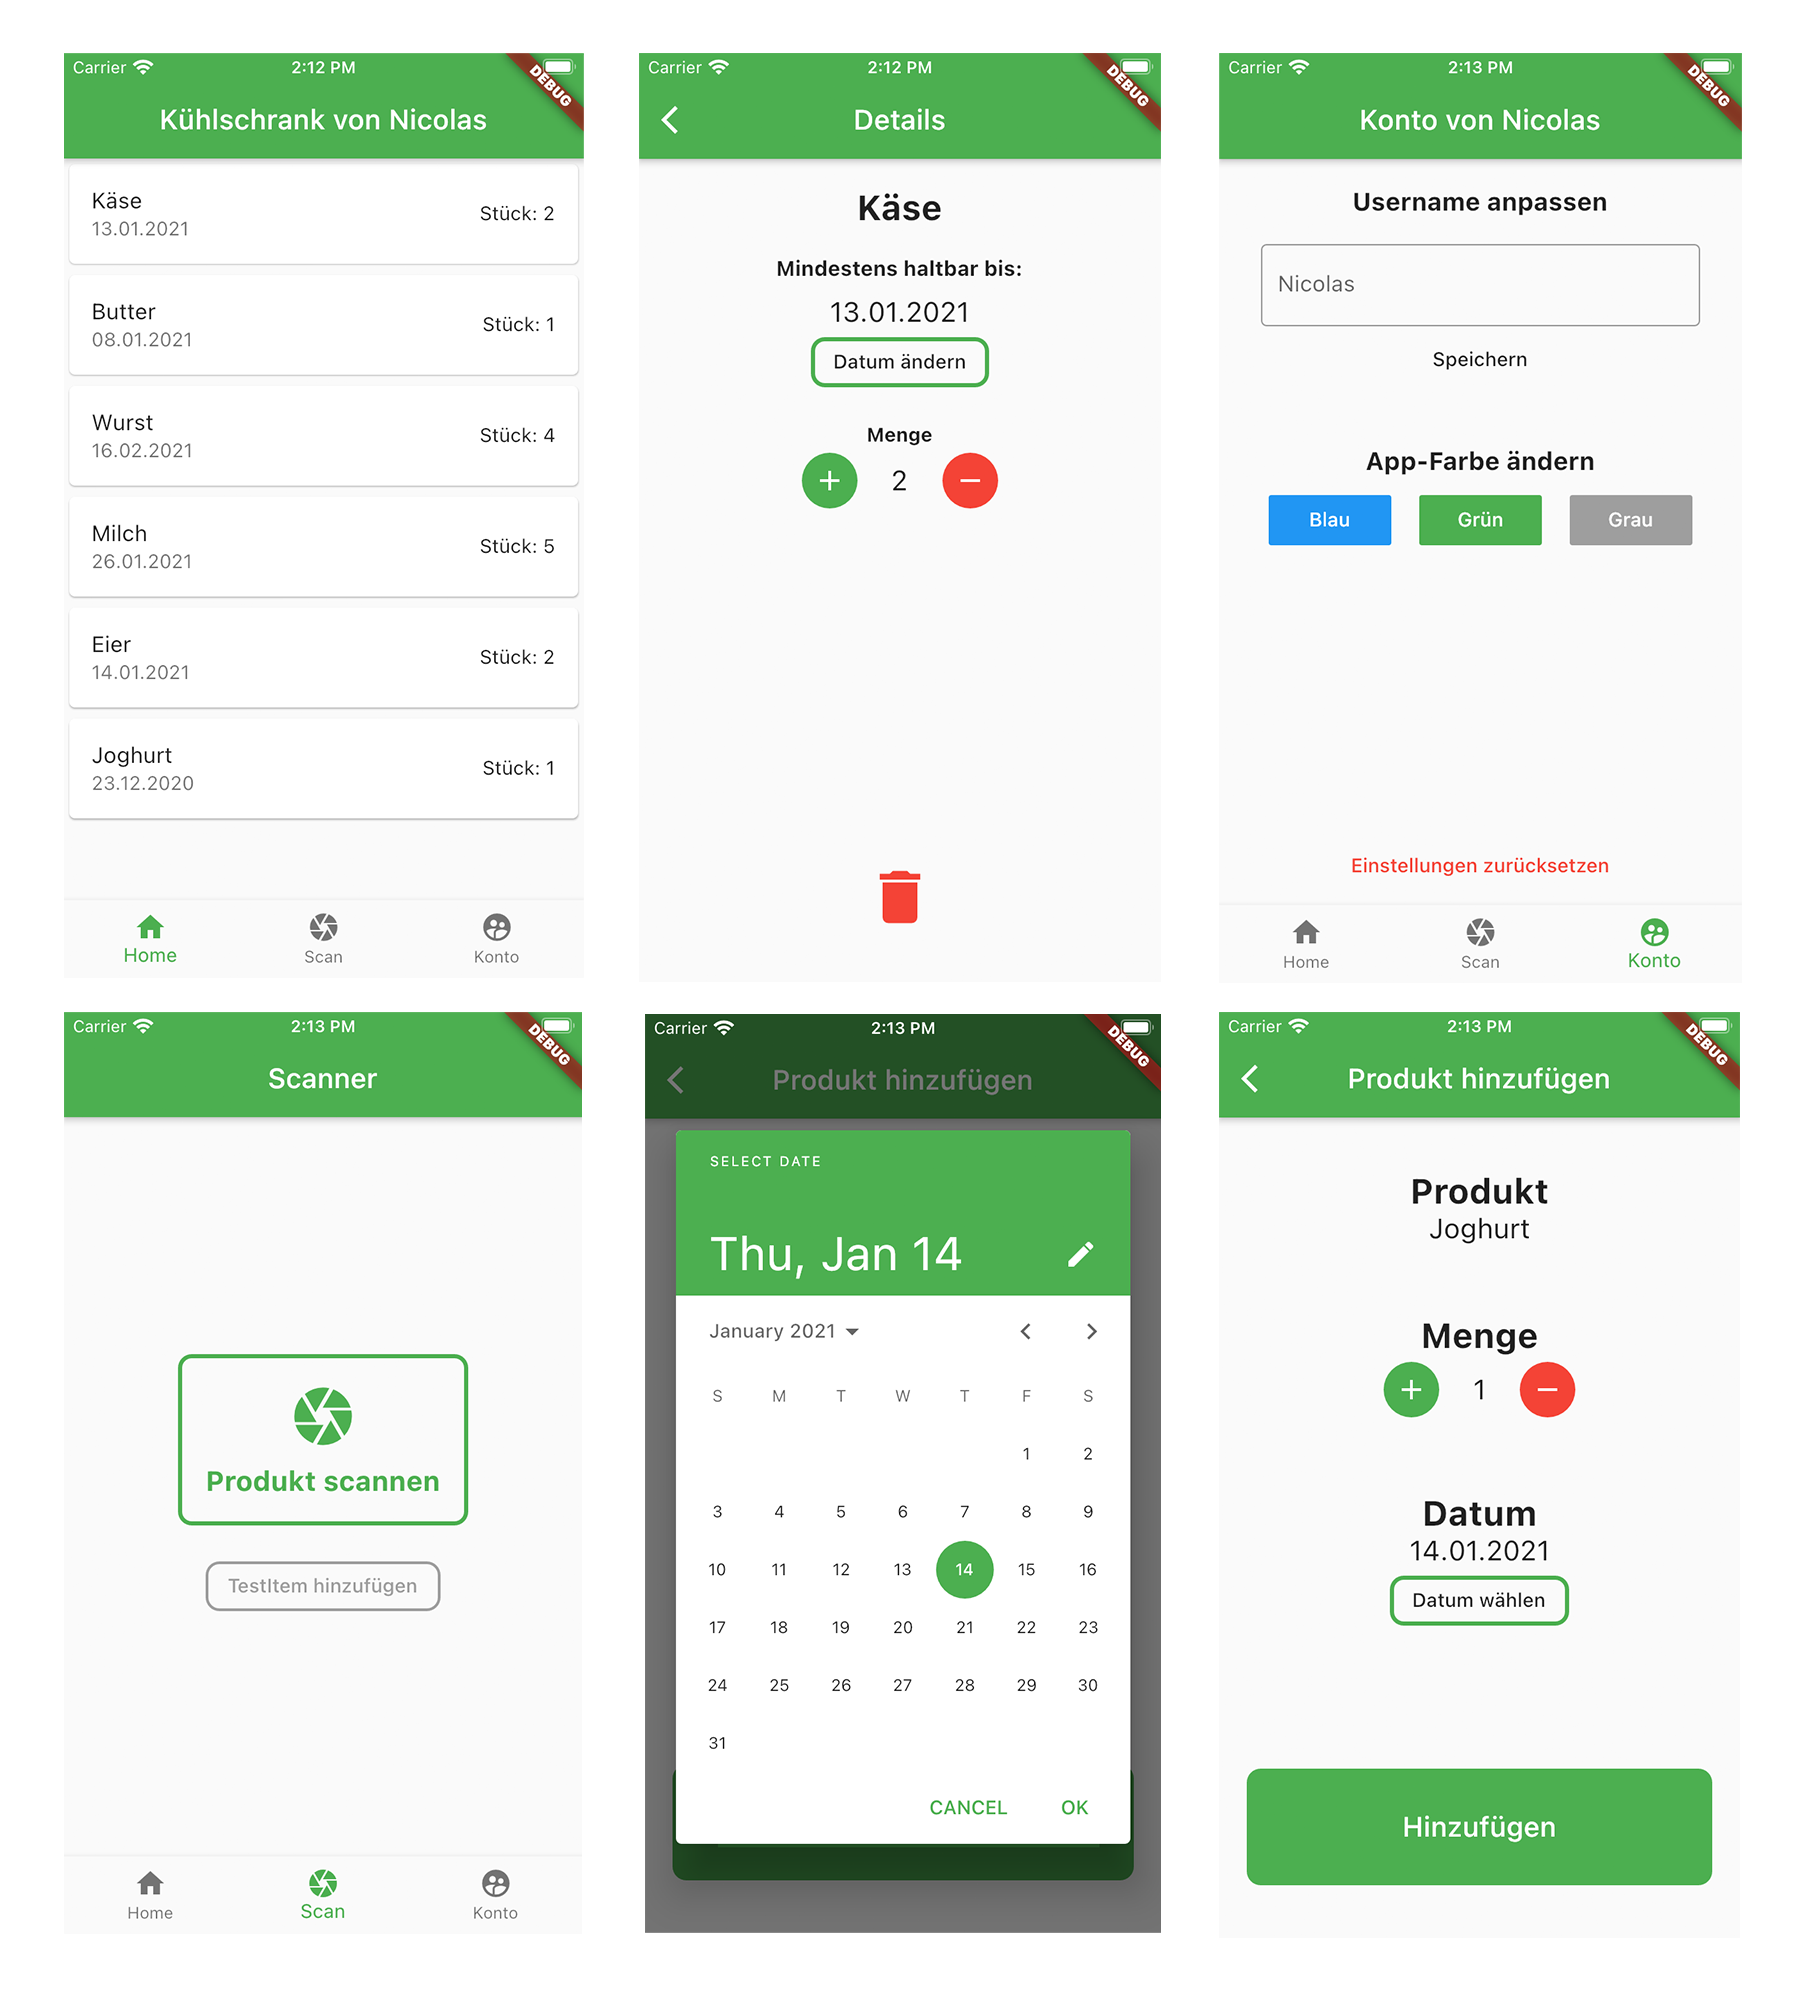 Carrier 2:12 PM
DEBUG
Kühlschrank von Nicolas
Käse
13.01.2021
Stück: 2
Butter
08.01.2021
Stück: 1
Wurst
16.02.2021
Stück: 4
Milch
26.01.2021
Stück: 5
Eier
14.01.2021
Stück: 2
Joghurt
23.12.2020
Stück: 1
Home Scan Konto
Carrier 2:12 PM
DEBUG
Details
Käse
Mindestens haltbar bis:
13.01.2021
Datum ändern
Menge
+ 2 −
Carrier 2:13 PM
DEBUG
Konto von Nicolas
Username anpassen
Nicolas
Speichern
App-Farbe ändern
Blau Grün Grau
Einstellungen zurücksetzen
Home Scan Konto
Carrier 2:13 PM
DEBUG
Scanner
Produkt scannen
TestItem hinzufügen
Home Scan Konto
Carrier 2:13 PM
DEBUG
Produkt hinzufügen
SELECT DATE
Thu, Jan 14
January 2021
S M T W T F S
1 2
3 4 5 6 7 8 9
10 11 12 13 14 15 16
17 18 19 20 21 22 23
24 25 26 27 28 29 30
31
CANCEL OK
Carrier 2:13 PM
DEBUG
Produkt hinzufügen
Produkt
Joghurt
Menge
+ 1 −
Datum
14.01.2021
Datum wählen
Hinzufügen